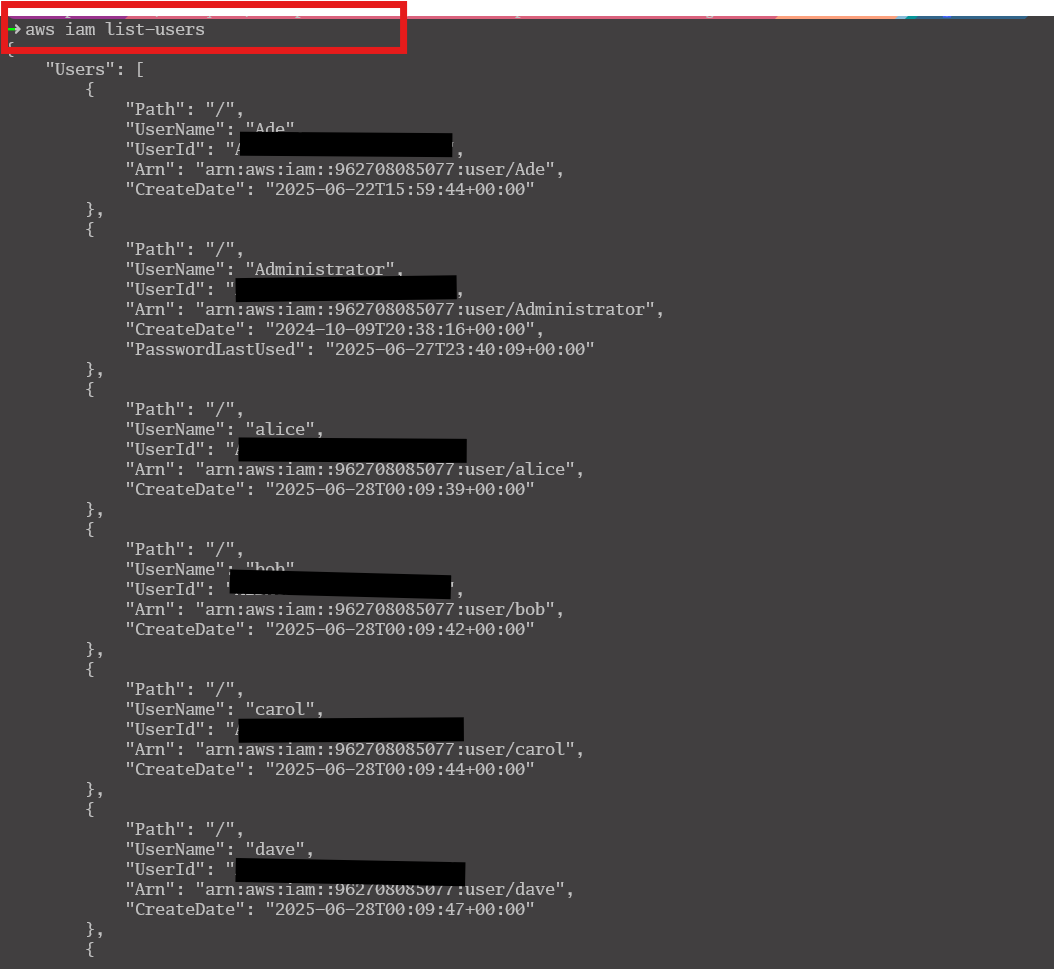 ➜ aws iam list-users
{
    "Users": [
        {
            "Path": "/",
            "UserName": "Ade",
            "UserId": "A",
            "Arn": "arn:aws:iam::962708085077:user/Ade",
            "CreateDate": "2025-06-22T15:59:44+00:00"
        },
        {
            "Path": "/",
            "UserName": "Administrator",
            "UserId": ",
            "Arn": "arn:aws:iam::962708085077:user/Administrator",
            "CreateDate": "2024-10-09T20:38:16+00:00",
            "PasswordLastUsed": "2025-06-27T23:40:09+00:00"
        },
        {
            "Path": "/",
            "UserName": "alice",
            "UserId": "A
            "Arn": "arn:aws:iam::962708085077:user/alice",
            "CreateDate": "2025-06-28T00:09:39+00:00"
        },
        {
            "Path": "/",
            "UserName": "bob"
            "UserId": ",
            "Arn": "arn:aws:iam::962708085077:user/bob",
            "CreateDate": "2025-06-28T00:09:42+00:00"
        },
        {
            "Path": "/",
            "UserName": "carol",
            "UserId": "A
            "Arn": "arn:aws:iam::962708085077:user/carol",
            "CreateDate": "2025-06-28T00:09:44+00:00"
        },
        {
            "Path": "/",
            "UserName": "dave",
            "UserId": "
            "Arn": "arn:aws:iam::962708085077:user/dave",
            "CreateDate": "2025-06-28T00:09:47+00:00"
        },
        {